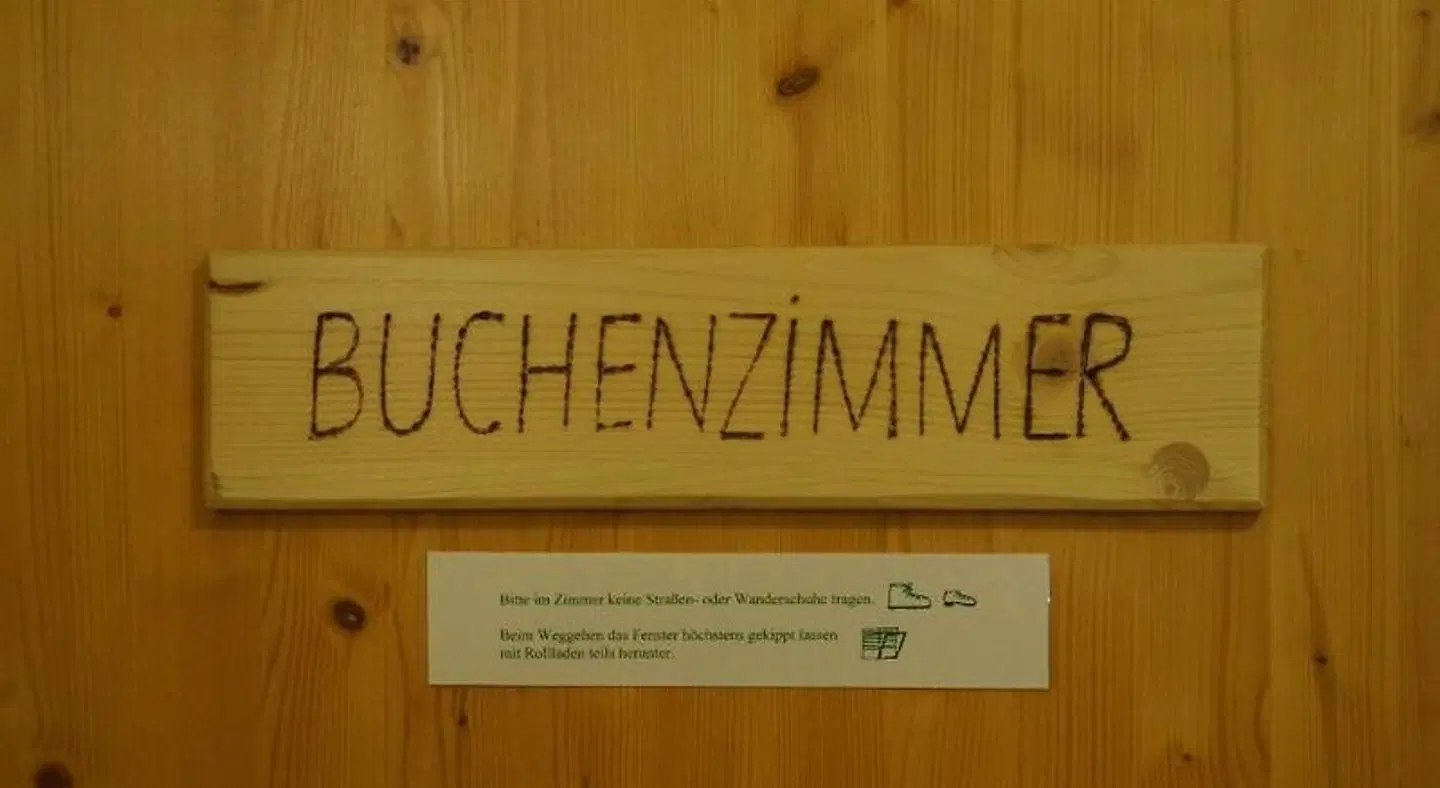 BUCHENZiMMER
Bitte im Zimmer keine Straßen- oder Wanderschuhe tragen.
Beim Weggehen das Fenster höchstens gekippt lassen
mit Rollladen teils herunter.